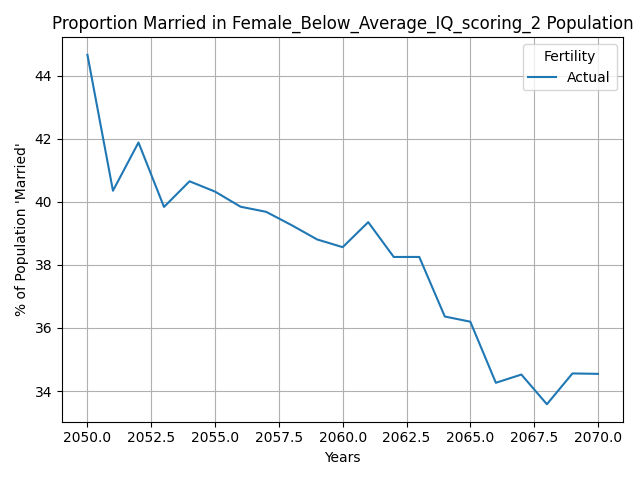 Proportion Married in Female_Below_Average_IQ_scoring_2 Population
Fertility
Actual
% of Population 'Married'
44
42
40
38
36
34
2050.0 2052.5 2055.0 2057.5 2060.0 2062.5 2065.0 2067.5 2070.0
Years